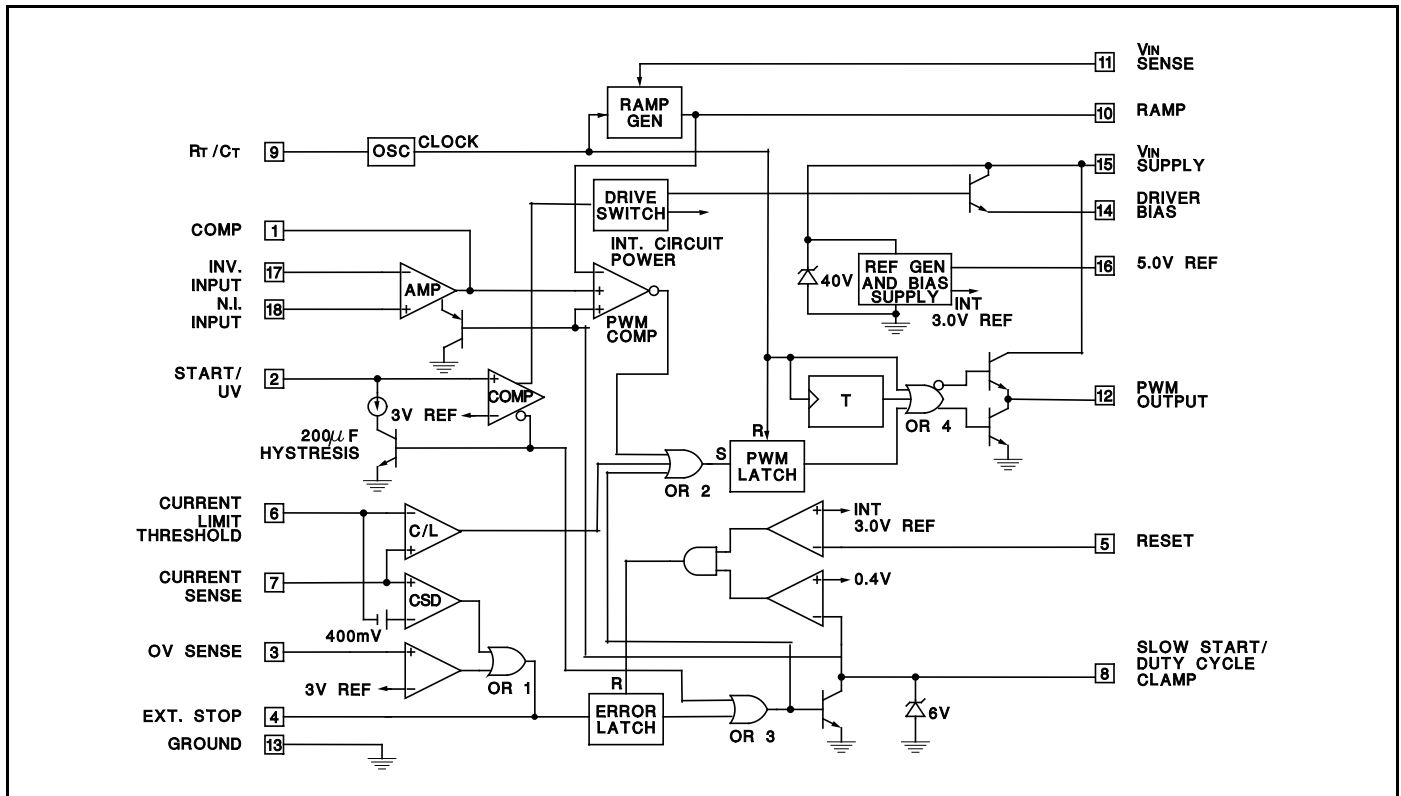 11
VIN
SENSE
RAMP
GEN
10
RAMP
RT/CT
9
OSC
CLOCK
VIN
15
SUPPLY
DRIVE
SWITCH
14
DRIVER
BIAS
COMP
1
INT. CIRCUIT
POWER
INV.
INPUT
17
N.I.
INPUT
18
−
AMP
+
−
+
+
PWM
COMP
40V
REF GEN
AND BIAS
SUPPLY
INT
3.0V REF
16
5.0V REF
START/
UV
2
+
COMP
−
3V REF
200μF
HYSTRESIS
T
OR 4
12
PWM
OUTPUT
R
S
PWM
LATCH
OR 2
CURRENT
LIMIT
THRESHOLD
6
−
C/L
+
+
INT
3.0V REF
−
5
RESET
CURRENT
SENSE
7
+
CSD
−
400mV
+
0.4V
−
OV SENSE
3
+
−
3V REF
OR 1
SLOW START/
DUTY CYCLE
CLAMP
8
EXT. STOP
4
R
ERROR
LATCH
OR 3
6V
GROUND
13